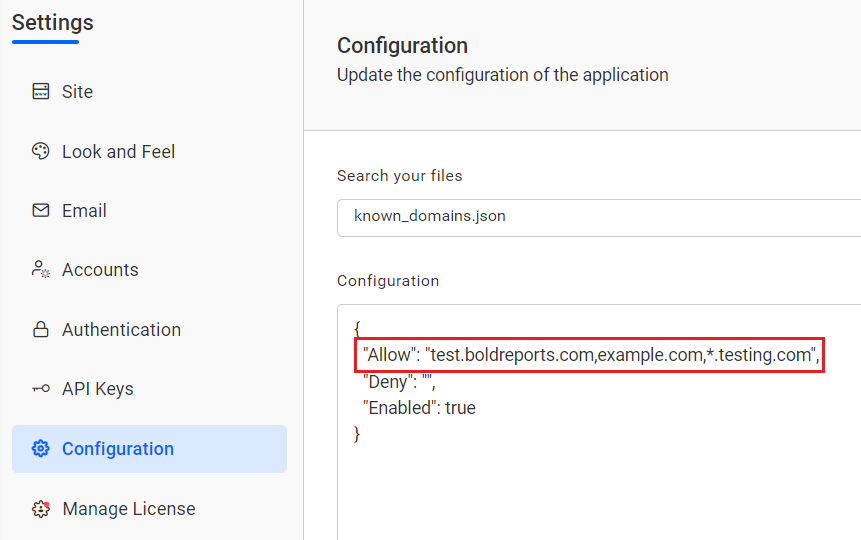 Settings
Site
Look and Feel
Email
Accounts
Authentication
API Keys
Configuration
Manage License
Configuration
Update the configuration of the application
Search your files
known_domains.json
Configuration
{
"Allow": "test.boldreports.com,example.com,*.testing.com",
"Deny": "",
"Enabled": true
}